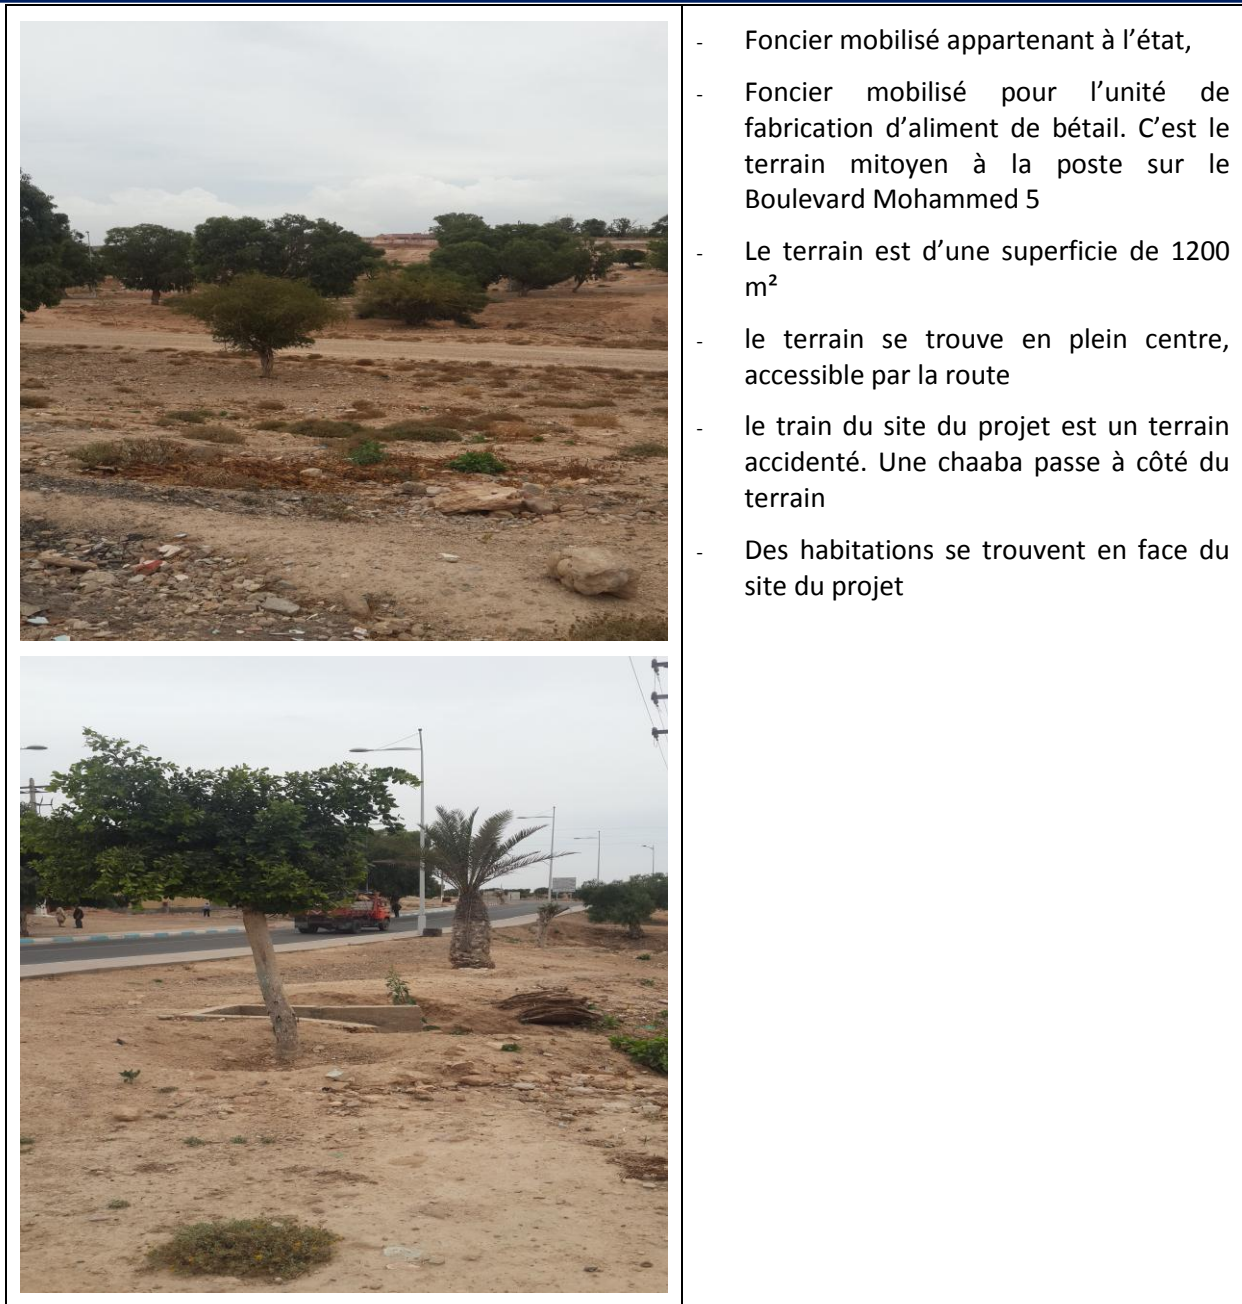 - Foncier mobilisé appartenant à l’état,
- Foncier mobilisé pour l’unité de
fabrication d’aliment de bétail. C’est le
terrain mitoyen à la poste sur le
Boulevard Mohammed 5
- Le terrain est d’une superficie de 1200
m²
- le terrain se trouve en plein centre,
accessible par la route
- le train du site du projet est un terrain
accidenté. Une chaaba passe à côté du
terrain
- Des habitations se trouvent en face du
site du projet